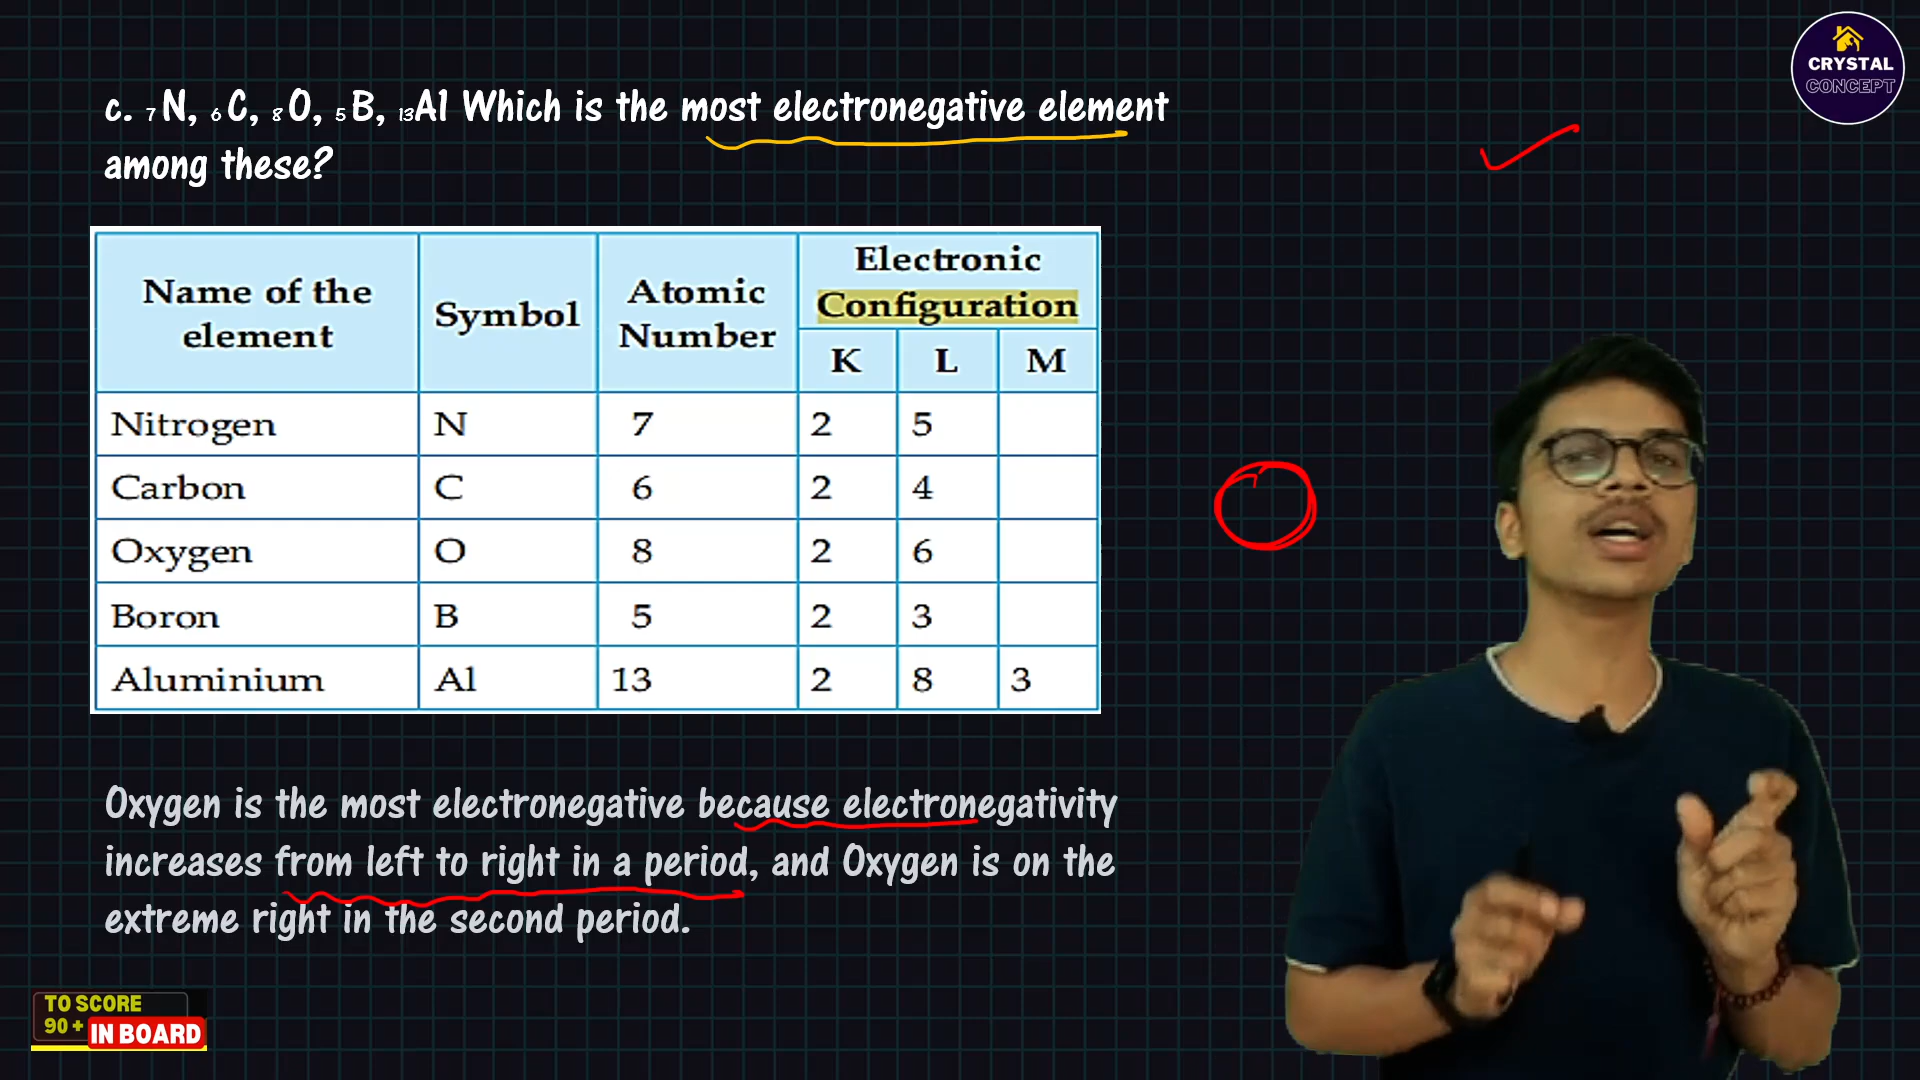 CRYSTAL
CONCEPT
c. 7N, 6C, 8O, 5B, 13Al Which is the most electronegative element
among these?
Name of the element Symbol Atomic Number Electronic Configuration
K L M
Nitrogen N 7 2 5
Carbon C 6 2 4
Oxygen O 8 2 6
Boron B 5 2 3
Aluminium Al 13 2 8 3
Oxygen is the most electronegative because electronegativity
increases from left to right in a period, and Oxygen is on the
extreme right in the second period.
TO SCORE
90 + IN BOARD